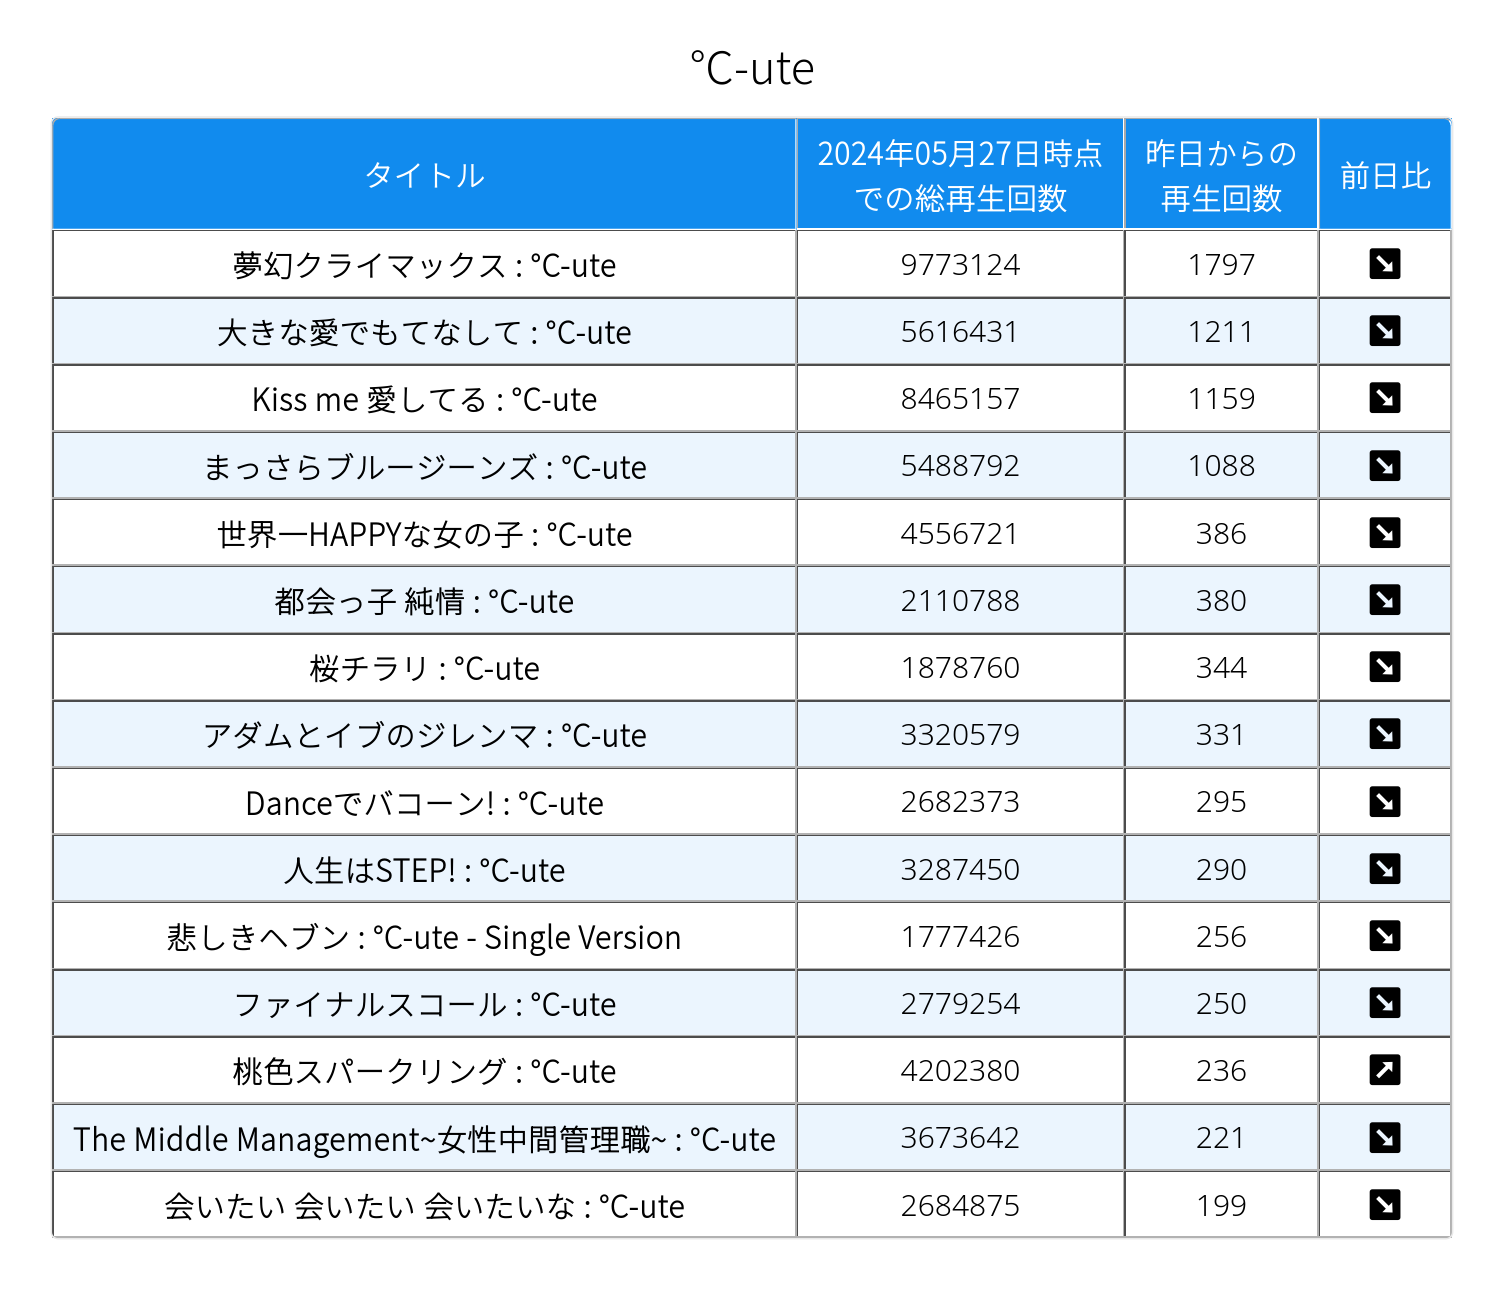 ℃-ute
タイトル 2024年05月27日時点での総再生回数 昨日からの再生回数 前日比
夢幻クライマックス : ℃-ute 9773124 1797 ↘
大きな愛でもてなして : ℃-ute 5616431 1211 ↘
Kiss me 愛してる : ℃-ute 8465157 1159 ↘
まっさらブルージーンズ : ℃-ute 5488792 1088 ↘
世界一HAPPYな女の子 : ℃-ute 4556721 386 ↘
都会っ子 純情 : ℃-ute 2110788 380 ↘
桜チラリ : ℃-ute 1878760 344 ↘
アダムとイブのジレンマ : ℃-ute 3320579 331 ↘
Danceでバコーン! : ℃-ute 2682373 295 ↘
人生はSTEP! : ℃-ute 3287450 290 ↘
悲しきヘブン : ℃-ute - Single Version 1777426 256 ↘
ファイナルスコール : ℃-ute 2779254 250 ↘
桃色スパークリング : ℃-ute 4202380 236 ↗
The Middle Management~女性中間管理職~ : ℃-ute 3673642 221 ↘
会いたい 会いたい 会いたいな : ℃-ute 2684875 199 ↘